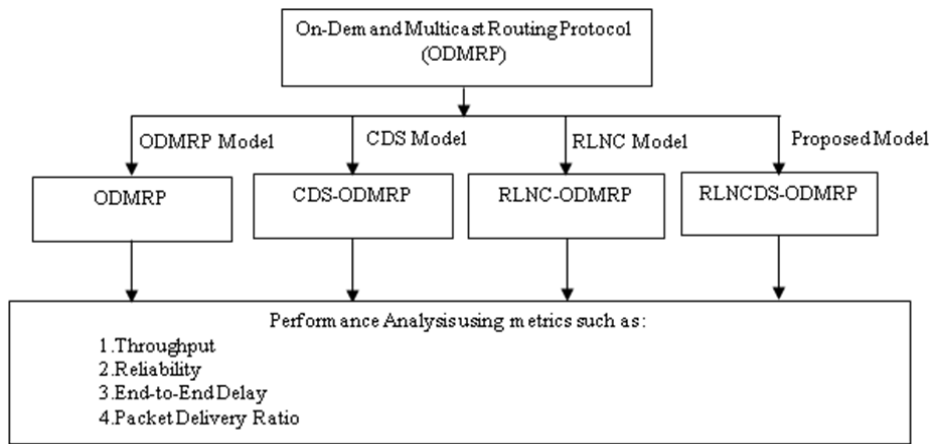 On-Demand Multicast Routing Protocol
(ODMRP)
ODMRP Model
CDS Model
RLNC Model
Proposed Model
ODMRP
CDS-ODMRP
RLNC-ODMRP
RLNCDS-ODMRP
Performance Analysis using metrics such as:
1.Throughput
2.Reliability
3.End-to-End Delay
4.Packet Delivery Ratio